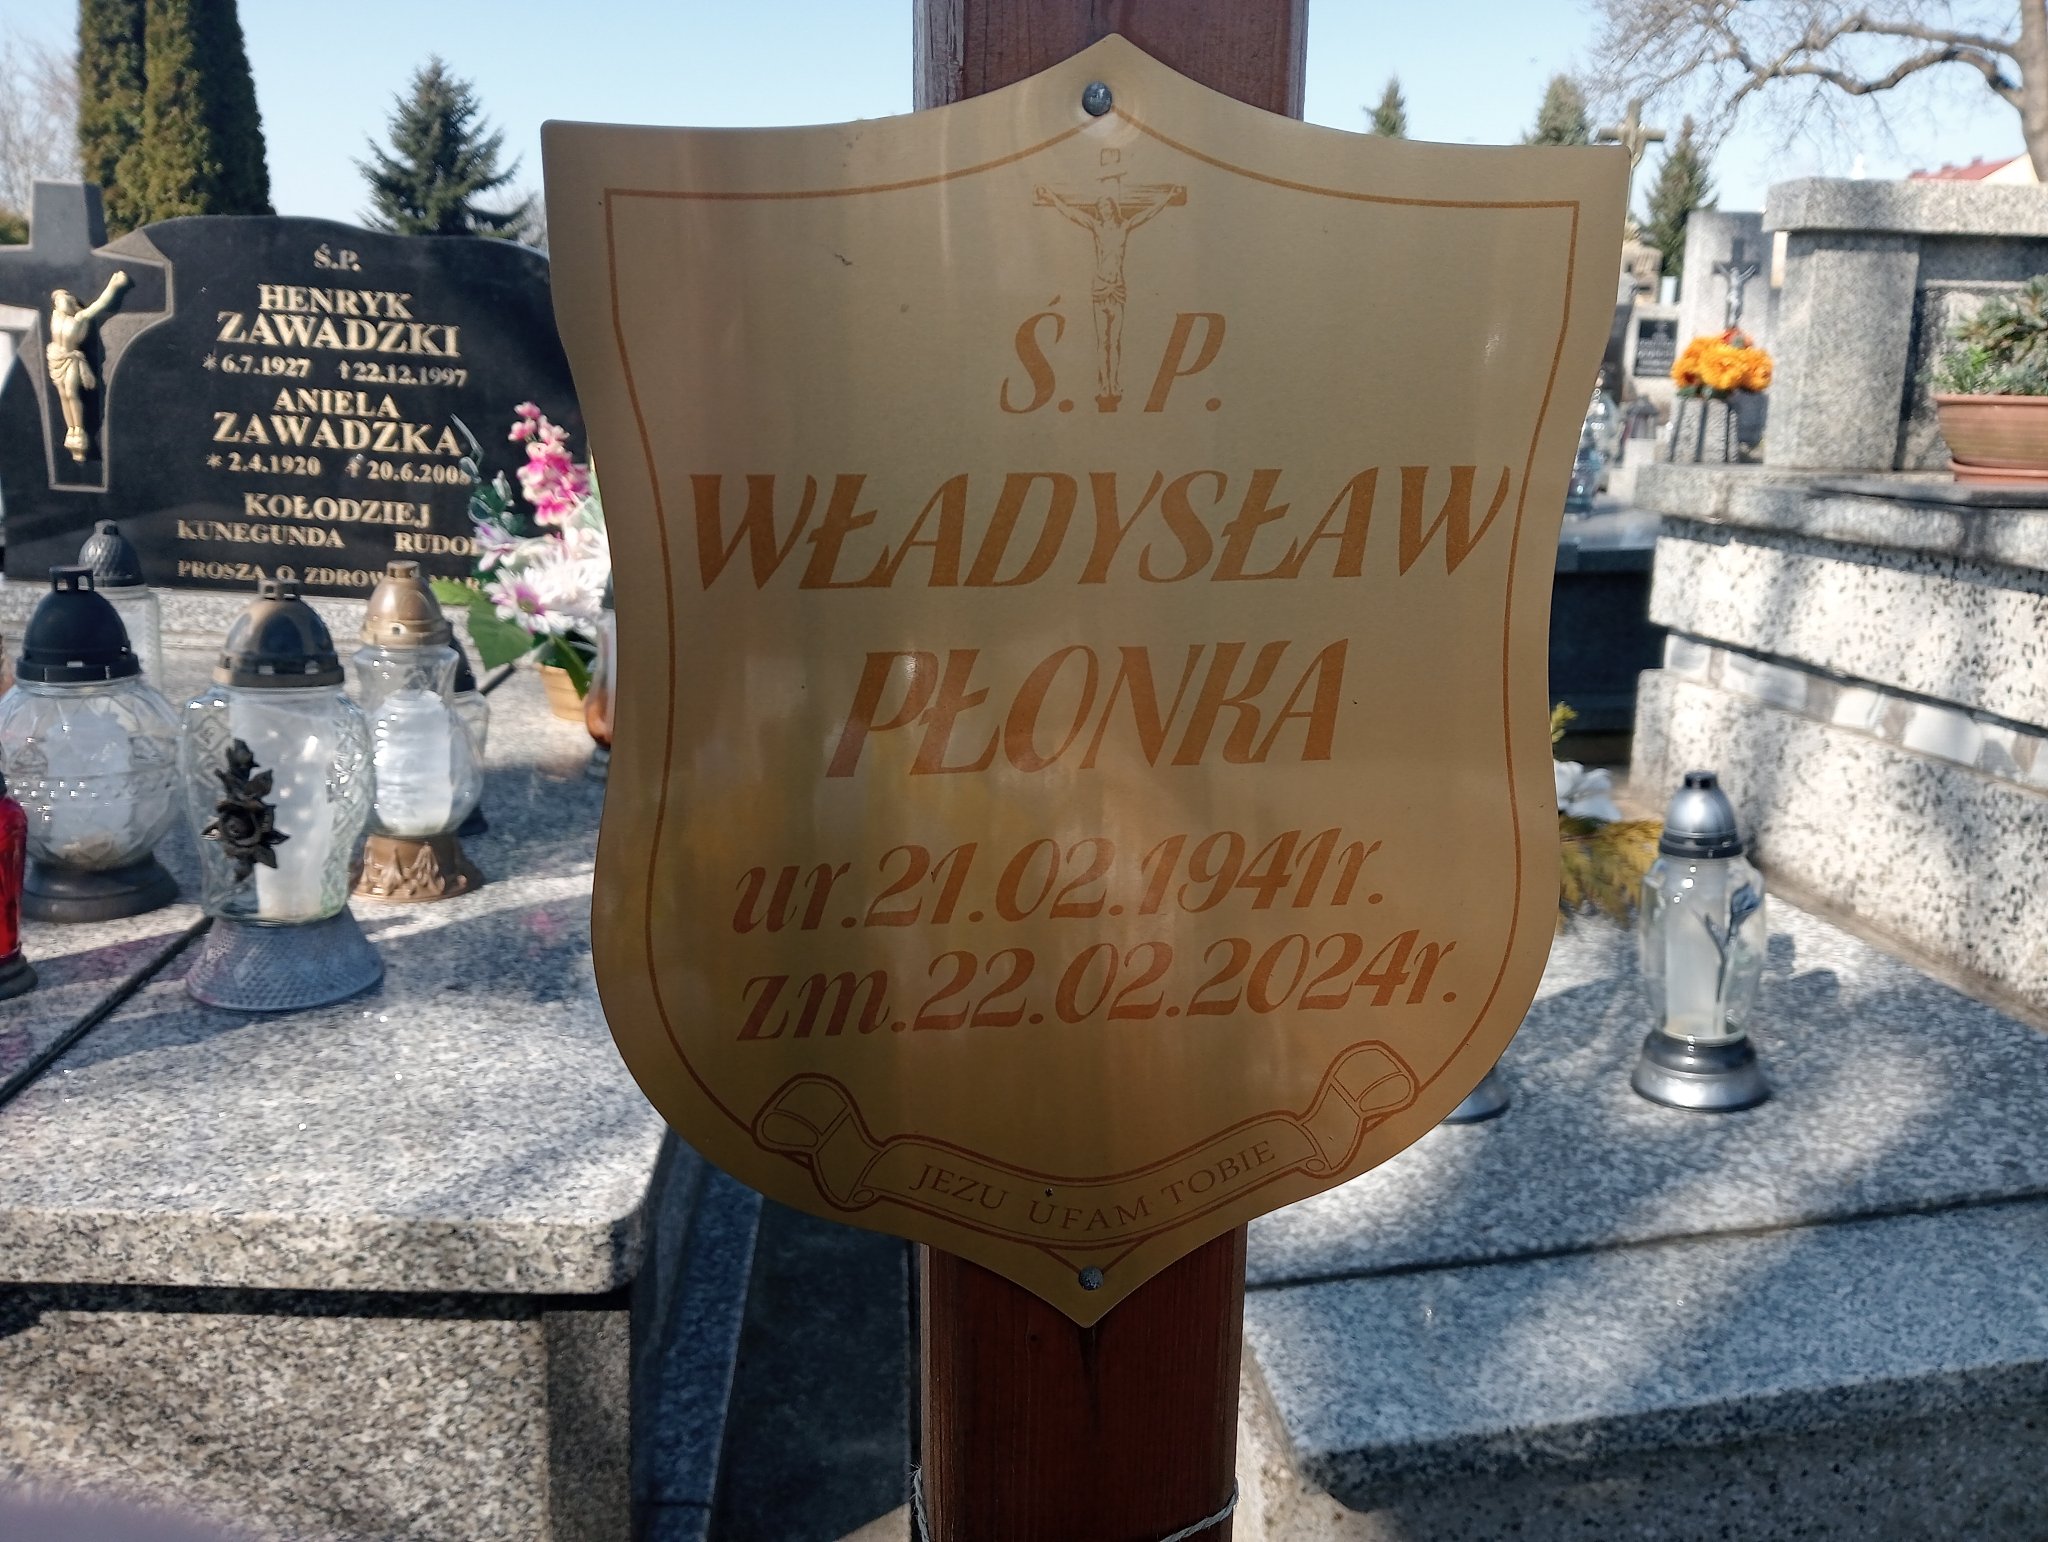 Ś. P.
WŁADYSŁAW
PŁONKA
ur.21.02.1941r.
zm.22.02.2024r.
JEZU UFAM TOBIE
Ś.P.
HENRYK
ZAWADZKI
*6.7.1927 †22.12.1997
ANIELA
ZAWADZKA
*2.4.1920 †20.6.2008
KOŁODZIEJ
KUNEGUNDA
PROSZĄ O